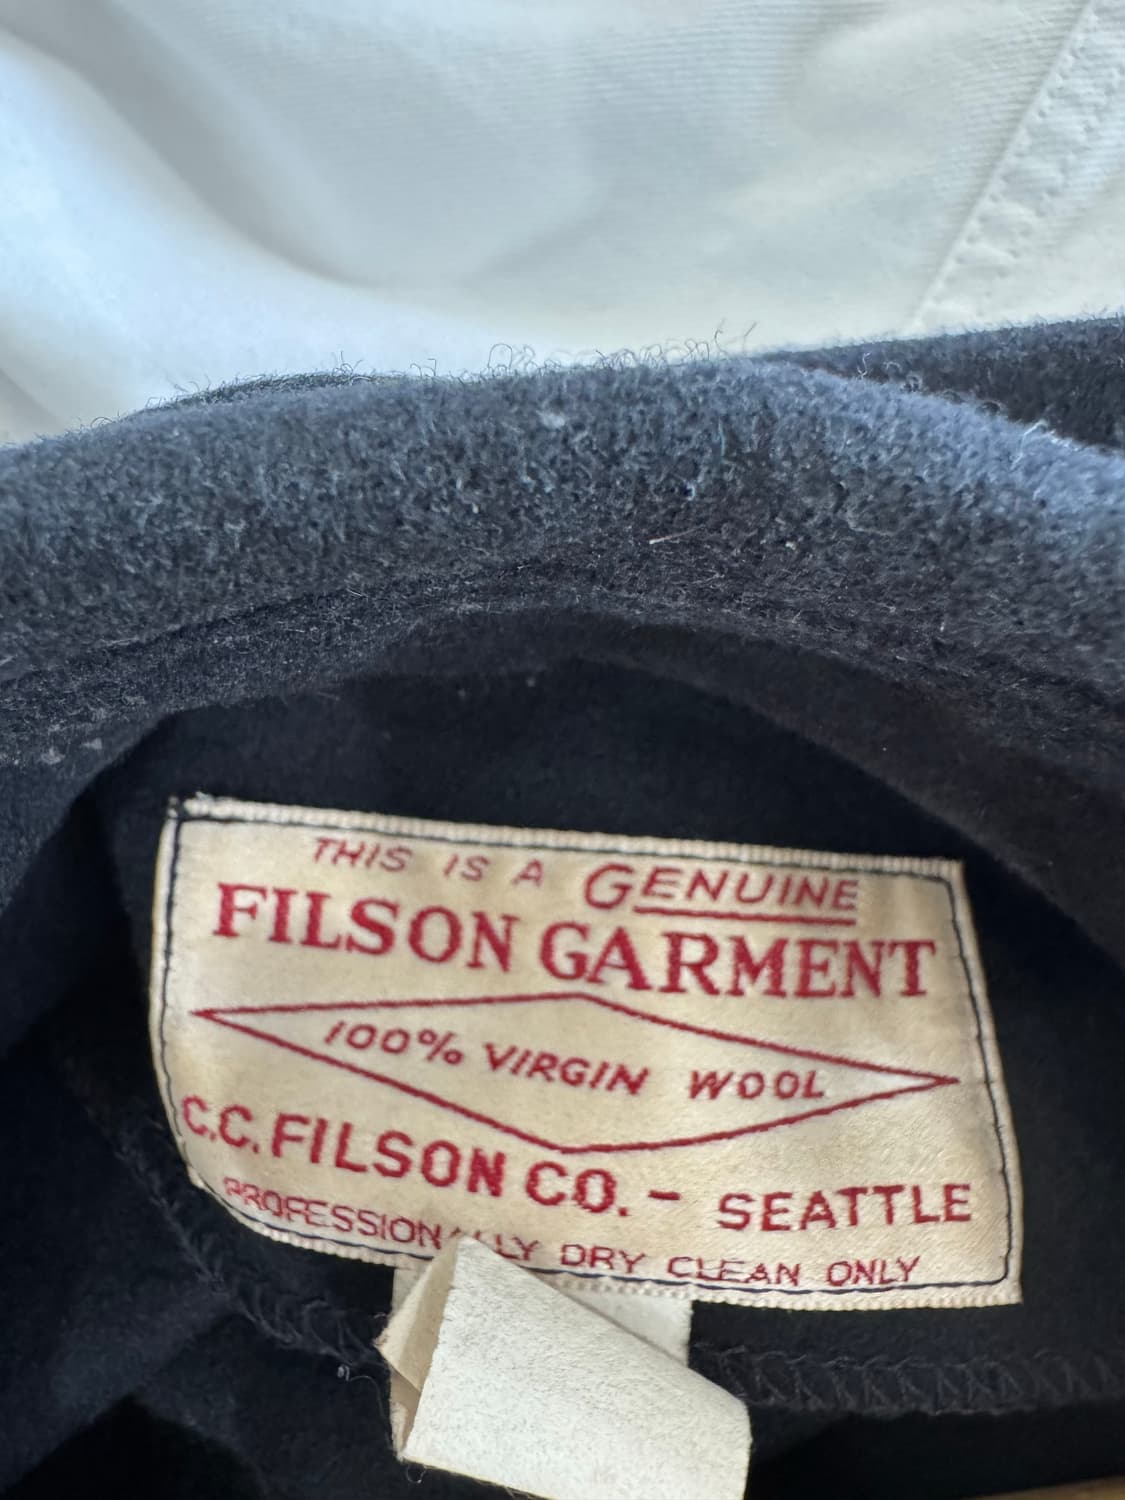 THIS IS A GENUINE
FILSON GARMENT
100% VIRGIN WOOL
C.C. FILSON CO. - SEATTLE
PROFESSIONALLY DRY CLEAN ONLY